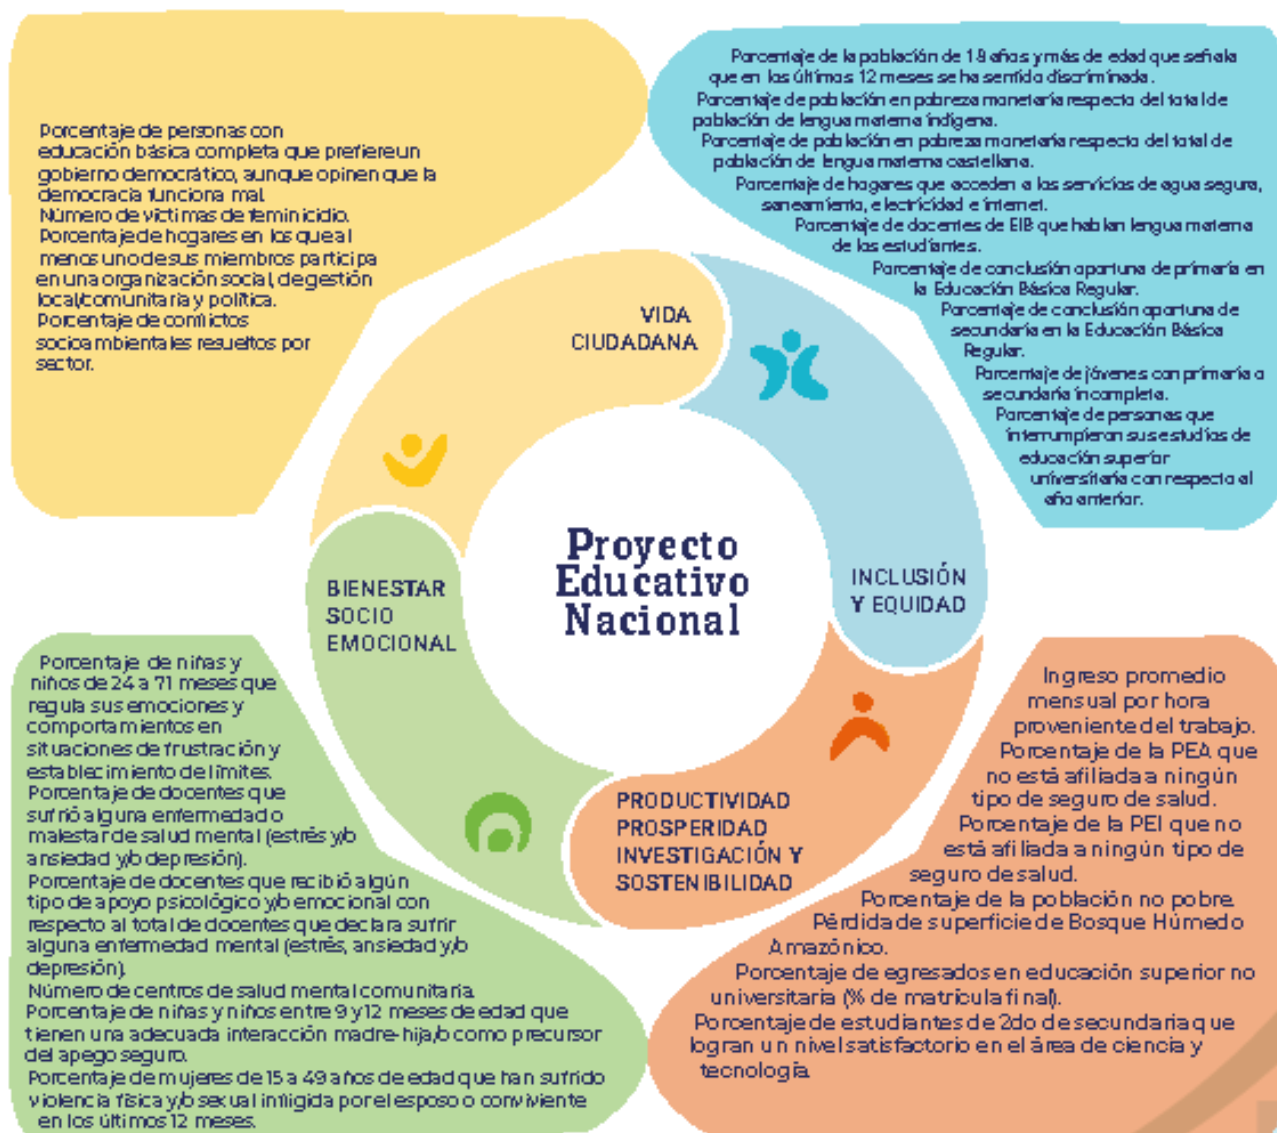 Porcentaje de personas con
educación básica completa que prefiere un
gobierno democrático, aunque opinen que la
democracia funciona mal.
Número de víctimas de feminicidio.
Porcentaje de hogares en los que al
menos uno de sus miembros participa
en una organización social, de gestión
local/comunitaria y política.
Porcentaje de conflictos
socioambientales resueltos por
sector.
Porcentaje de la población de 18 años y más de edad que señala
que en los últimos 12 meses se ha sentido discriminada.
Porcentaje de población en pobreza monetaria respecto del total de
población de lengua materna indígena.
Porcentaje de población en pobreza monetaria respecto del total de
población de lengua materna castellana.
Porcentaje de hogares que acceden a los servicios de agua segura,
saneamiento, electricidad e internet.
Porcentaje de docentes de EIB que hablan lengua materna
de los estudiantes.
Porcentaje de conclusión oportuna de primaria en
la Educación Básica Regular.
Porcentaje de conclusión oportuna de
secundaria en la Educación Básica
Regular.
Porcentaje de jóvenes con primaria o
secundaria incompleta.
Porcentaje de personas que
interrumpieron sus estudios de
educación superior
universitaria con respecto al
año anterior.
VIDA
CIUDADANA
INCLUSIÓN
Y EQUIDAD
Proyecto
Educativo
Nacional
BIENESTAR
SOCIO
EMOCIONAL
PRODUCTIVIDAD
PROSPERIDAD
INVESTIGACIÓN Y
SOSTENIBILIDAD
Porcentaje de niñas y
niños de 24 a 71 meses que
regula sus emociones y
comportamientos en
situaciones de frustración y
establecimiento de límites.
Porcentaje de docentes que
sufrió alguna enfermedad o
malestar de salud mental (estrés y/o
ansiedad y/o depresión).
Porcentaje de docentes que recibió algún
tipo de apoyo psicológico y/o emocional con
respecto al total de docentes que declara sufrir
alguna enfermedad mental (estrés, ansiedad y/o
depresión).
Número de centros de salud mental comunitaria.
Porcentaje de niñas y niños entre 9 y 12 meses de edad que
tienen una adecuada interacción madre-hija/o como precursor
del apego seguro.
Porcentaje de mujeres de 15 a 49 años de edad que han sufrido
violencia física y/o sexual infligida por el esposo o conviviente
en los últimos 12 meses.
Ingreso promedio
mensual por hora
proveniente del trabajo.
Porcentaje de la PEA que
no está afiliada a ningún
tipo de seguro de salud.
Porcentaje de la PEI que no
está afiliada a ningún tipo de
seguro de salud.
Porcentaje de la población no pobre.
Pérdida de superficie de Bosque Húmedo
Amazónico.
Porcentaje de egresados en educación superior no
universitaria (% de matrícula final).
Porcentaje de estudiantes de 2do de secundaria que
logran un nivel satisfactorio en el área de ciencia y
tecnología.